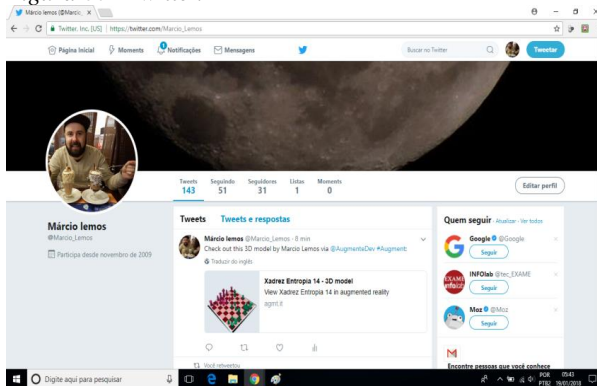 Márcio lemos (@Marcio_L
Twitter, Inc. [US] | https://twitter.com/Marcio_Lemos
Página Inicial Moments Notificações Mensagens
Buscar no Twitter
Tweetar
Tweets Seguindo Seguidores Listas Moments
143 51 31 1 0
Editar perfil
Márcio lemos
@Marcio_Lemos
Participa desde novembro de 2009
Tweets Tweets e respostas
Márcio lemos @Marcio_Lemos · 8 min
Check out this 3D model by Marcio Lemos via @AugmentedDev #Augment
Traduzir do inglês
Xadrez Entropia 14 - 3D model
View Xadrez Entropia 14 in augmented reality
agmt.it
Você retweetou
Quem seguir · Atualizar · Ver todos
Google @Google
Seguir
INFOlab @tec_EXAME
Seguir
Moz @Moz
Seguir
Encontre pessoas que você conhece
Digite aqui para pesquisar
POR 05:43
PTB2 19/01/2018